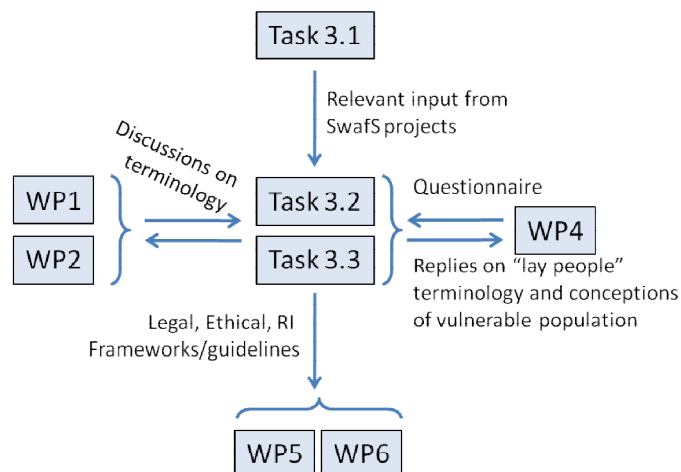 Task 3.1
Relevant input from
SwafS projects
Discussions on
terminology
WP1
WP2
Task 3.2
Task 3.3
Questionnaire
WP4
Replies on “lay people”
terminology and conceptions
of vulnerable population
Legal, Ethical, RI
Frameworks/guidelines
WP5
WP6